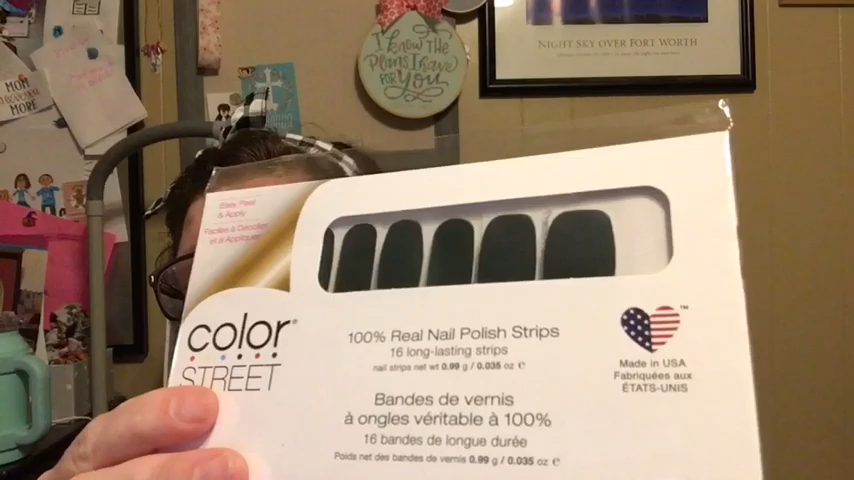 I know THE
Plans I have
FOR You
NIGHT SKY OVER FORT WORTH
MOM
MORE
Easy Peel
& Apply
Faciles à Décoller
et à Appliquer
color
STREET
100% Real Nail Polish Strips
16 long-lasting strips
nail strips net wt 0.99 g / 0.035 oz ℮
Bandes de vernis
à ongles véritable à 100%
16 bandes de longue durée
Poids net des bandes de vernis 0.99 g / 0.035 oz ℮
™
Made in USA
Fabriquées aux
ÉTATS-UNIS